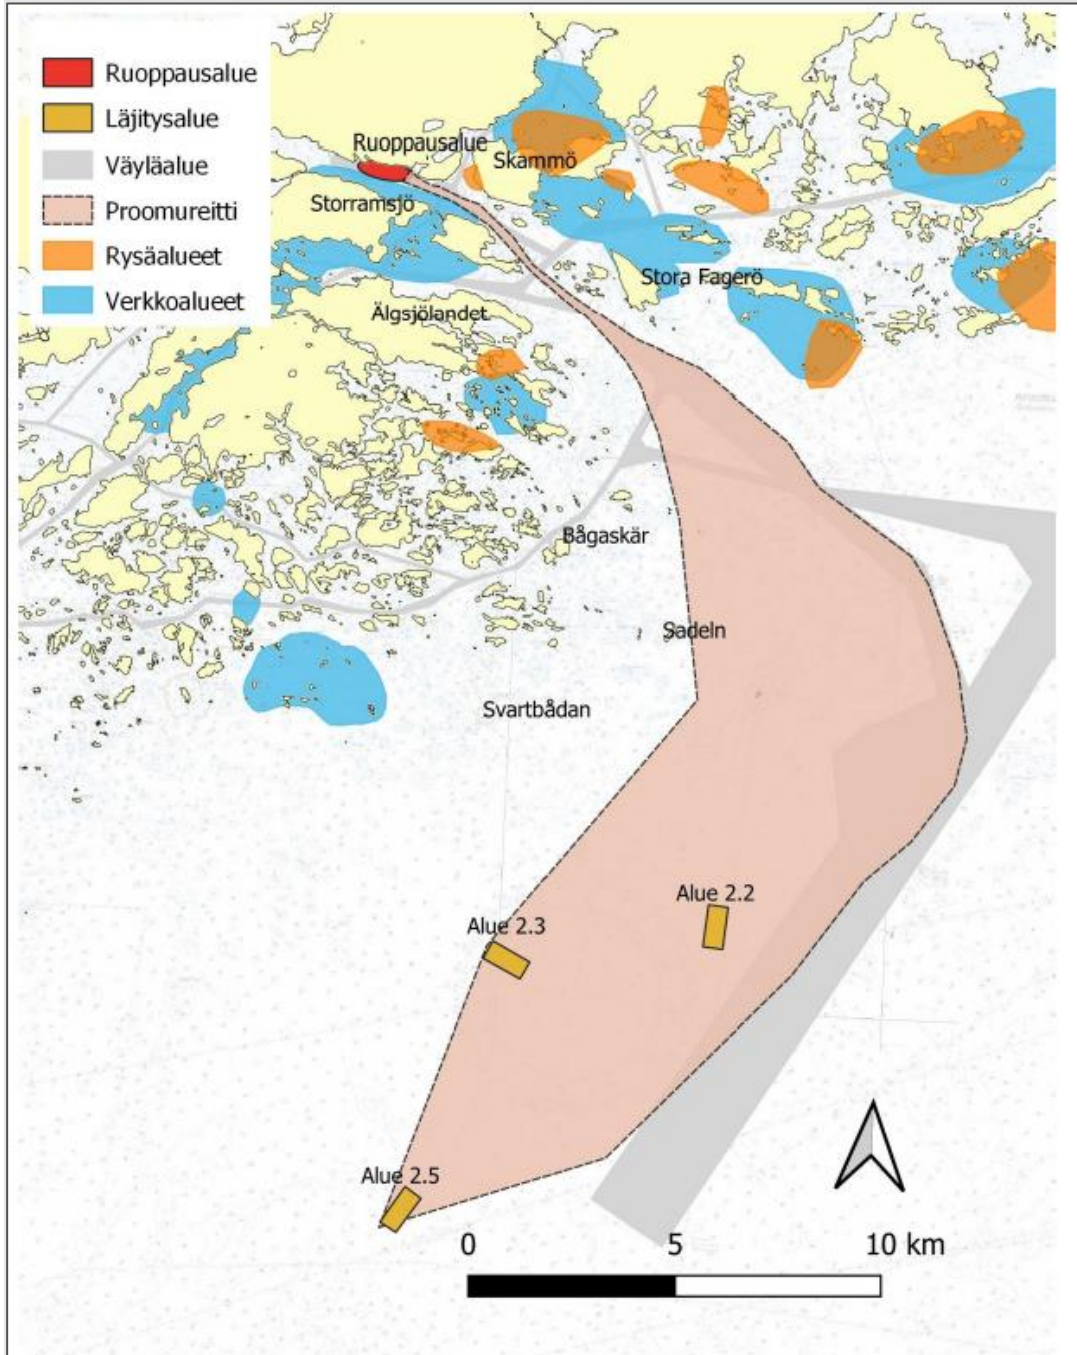 Ruoppausalue
Läjitysalue
Väyläalue
Proomureitti
Rysäalueet
Verkkoalueet
Ruoppausalue
Skammö
Storramsjö
Stora Fagerö
Älgsjölandet
Bågaskär
Sadeln
Svartbådan
Alue 2.2
Alue 2.3
Alue 2.5
0 5 10 km